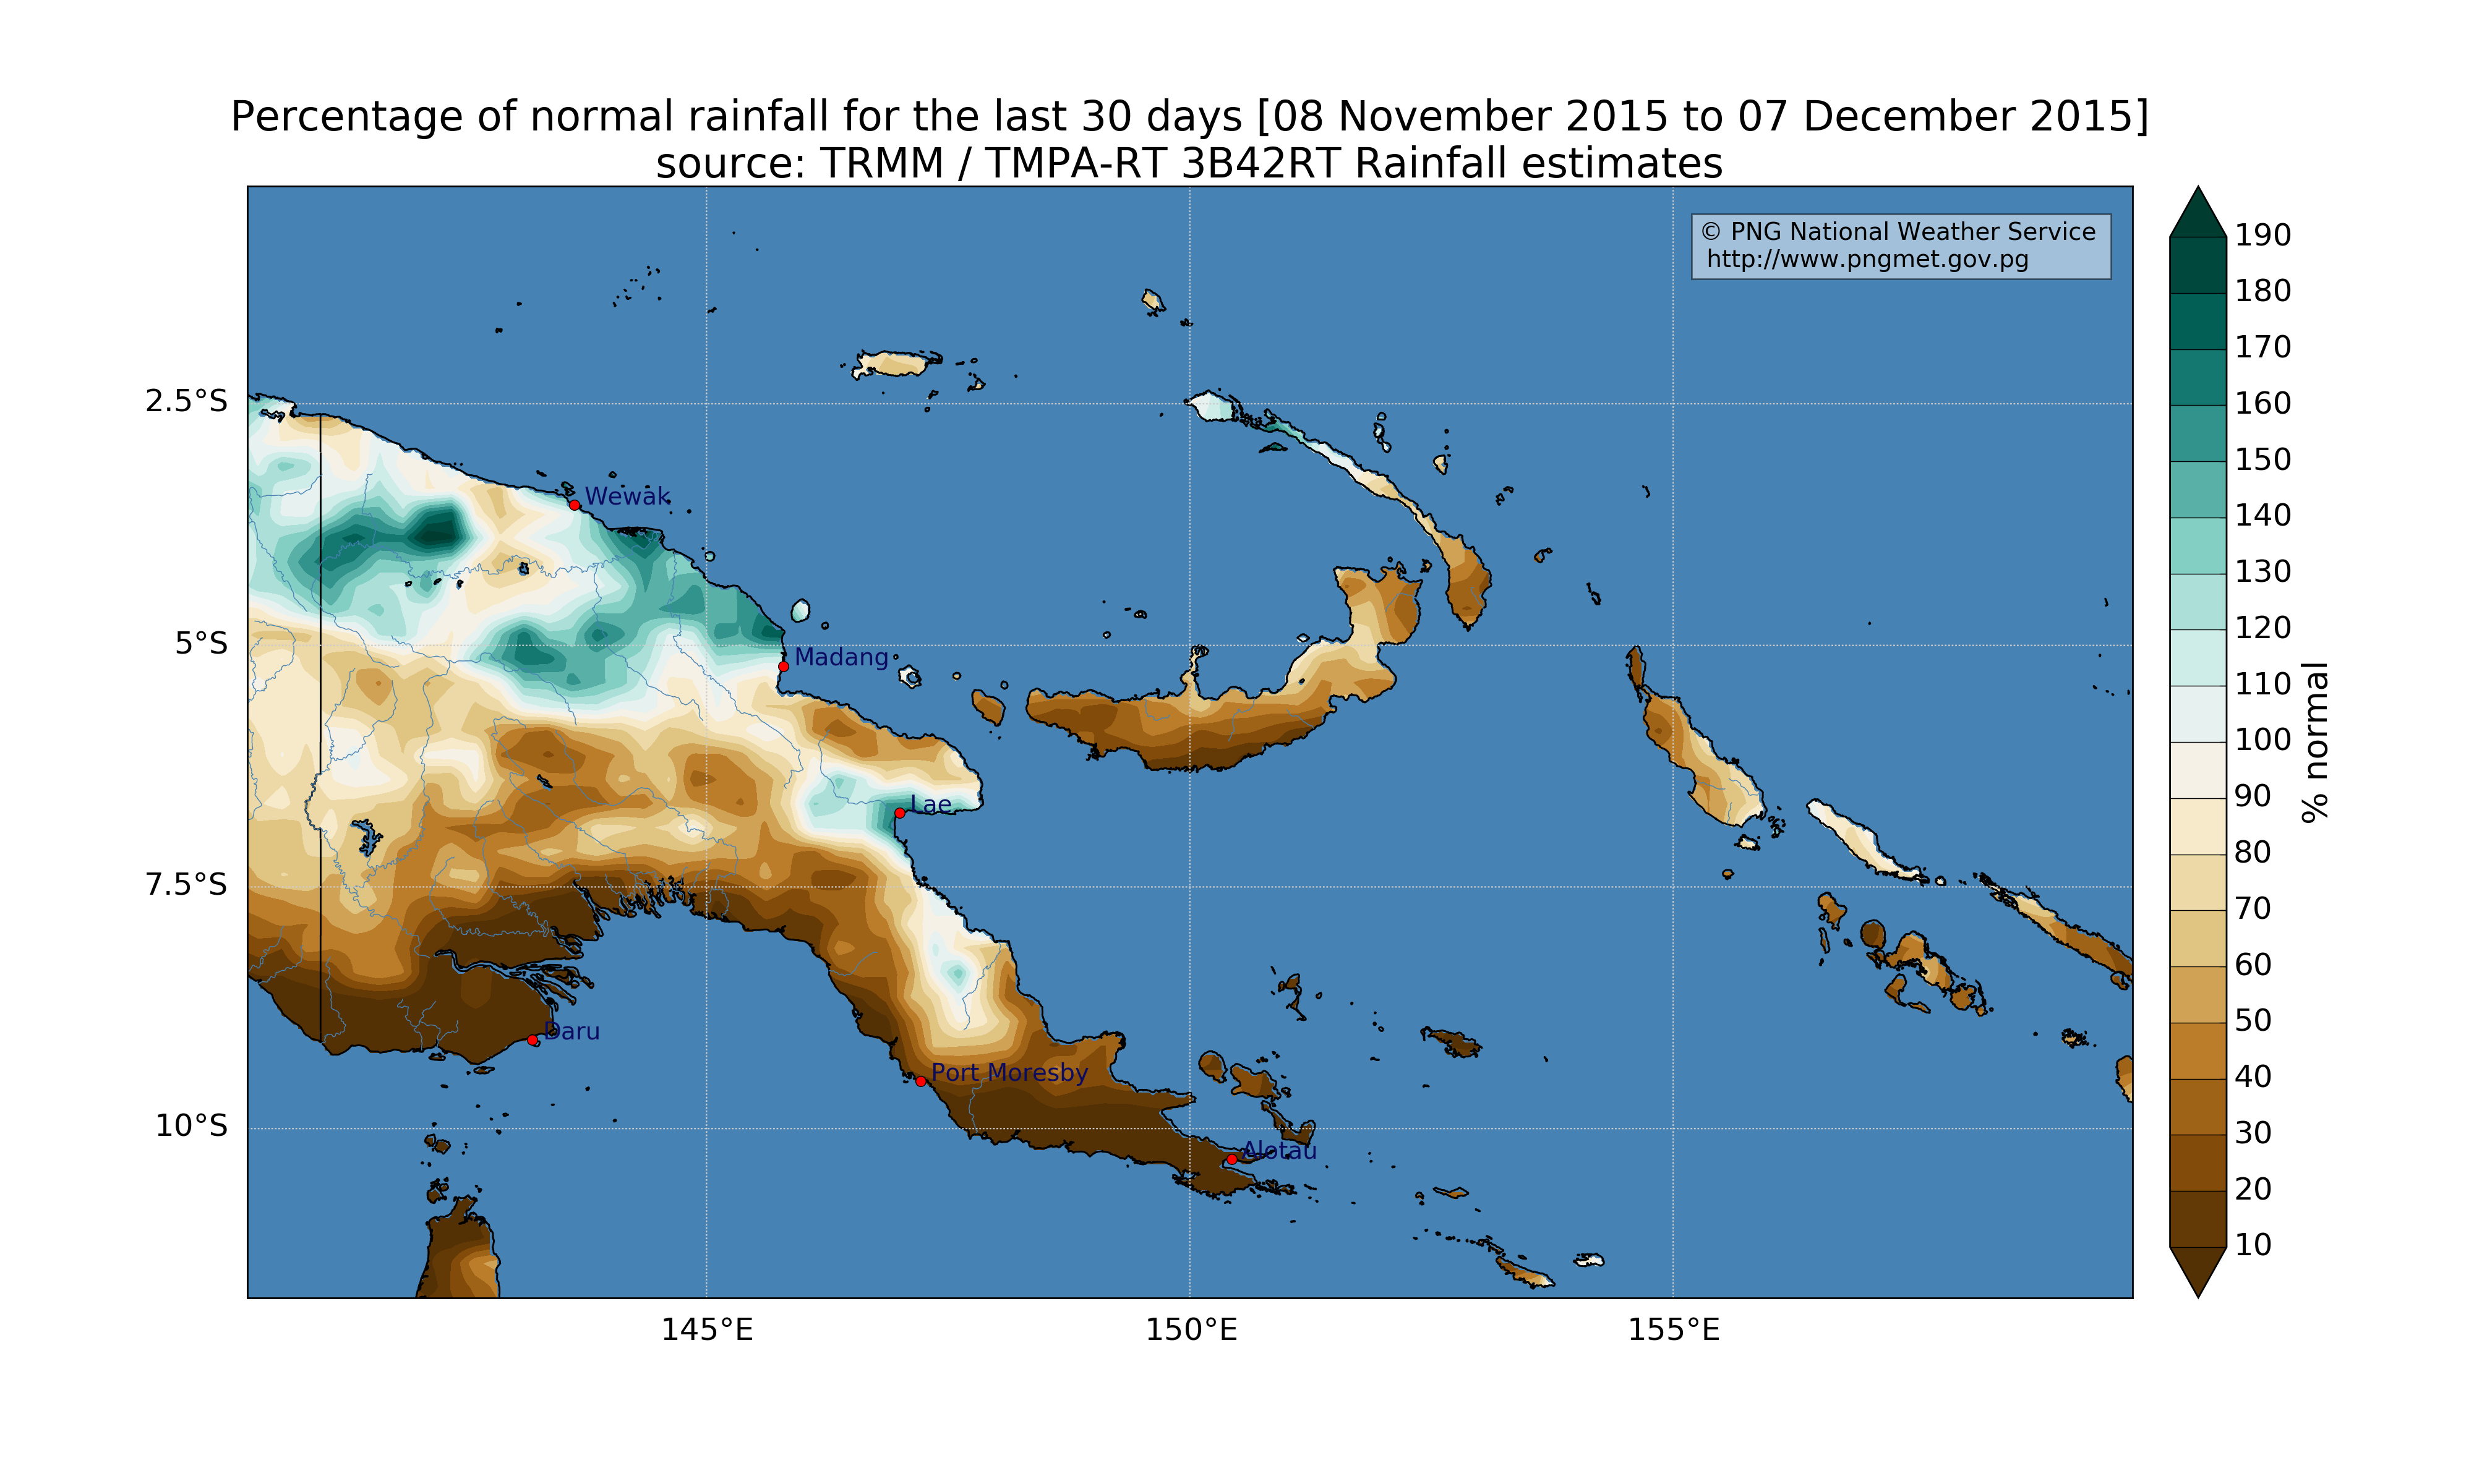 Percentage of normal rainfall for the last 30 days [08 November 2015 to 07 December 2015]
source: TRMM / TMPA-RT 3B42RT Rainfall estimates
© PNG National Weather Service
http://www.pngmet.gov.pg
2.5°S
5°S
7.5°S
10°S
Wewak
Madang
Lae
Daru
Port Moresby
Alotau
145°E
150°E
155°E
190
180
170
160
150
140
130
120
110
100
90
80
70
60
50
40
30
20
10
% normal